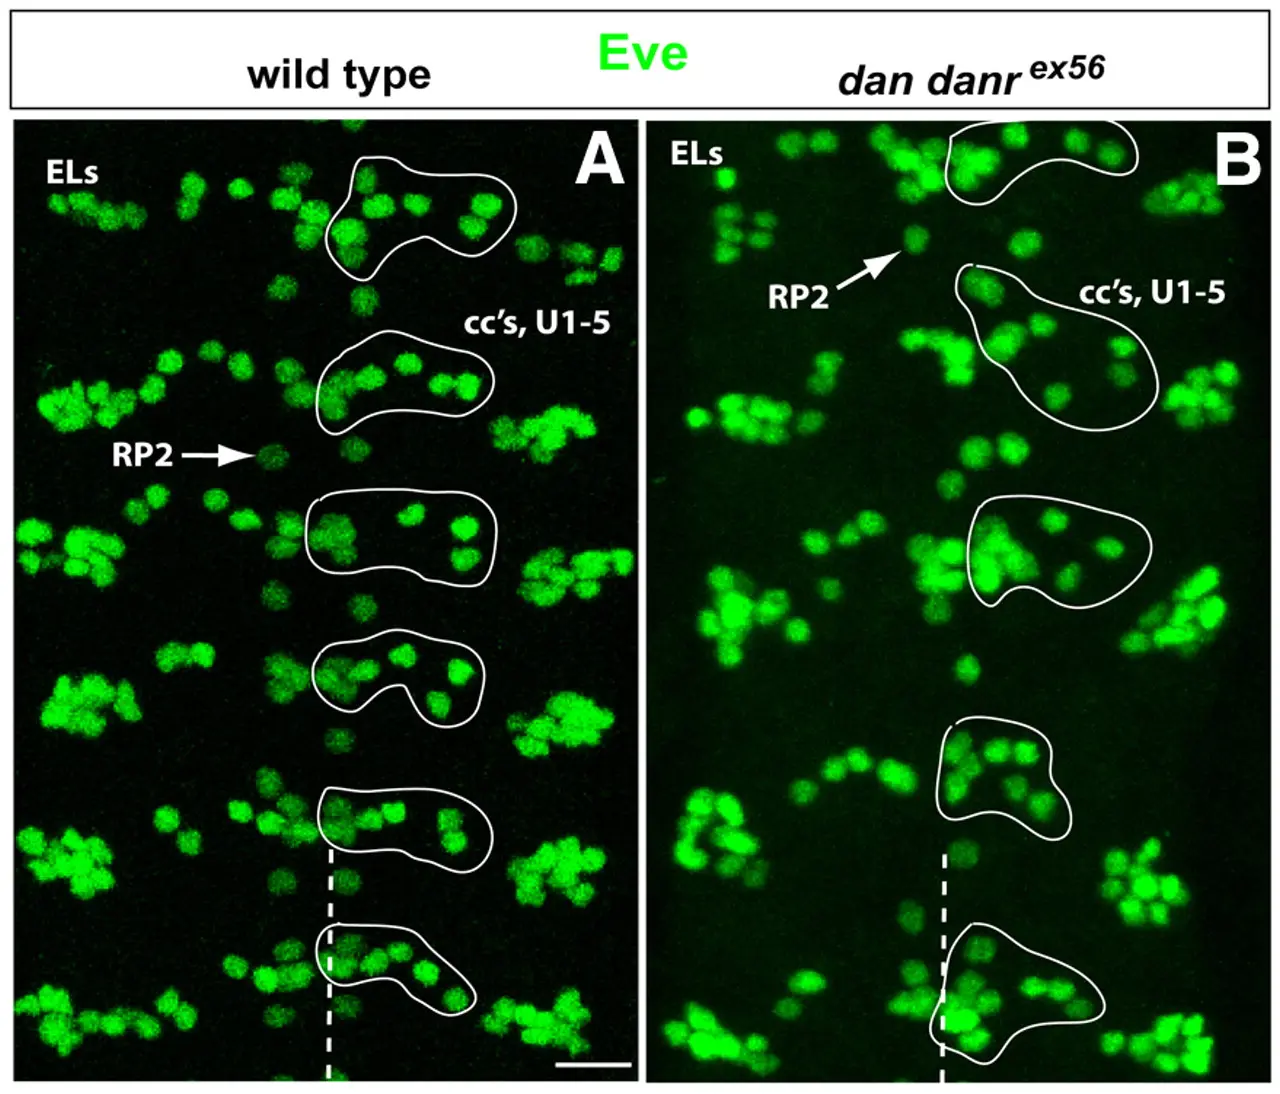 Eve
wild type
dan danr ex56
A
ELs
cc's, U1-5
RP2
B
ELs
RP2
cc's, U1-5